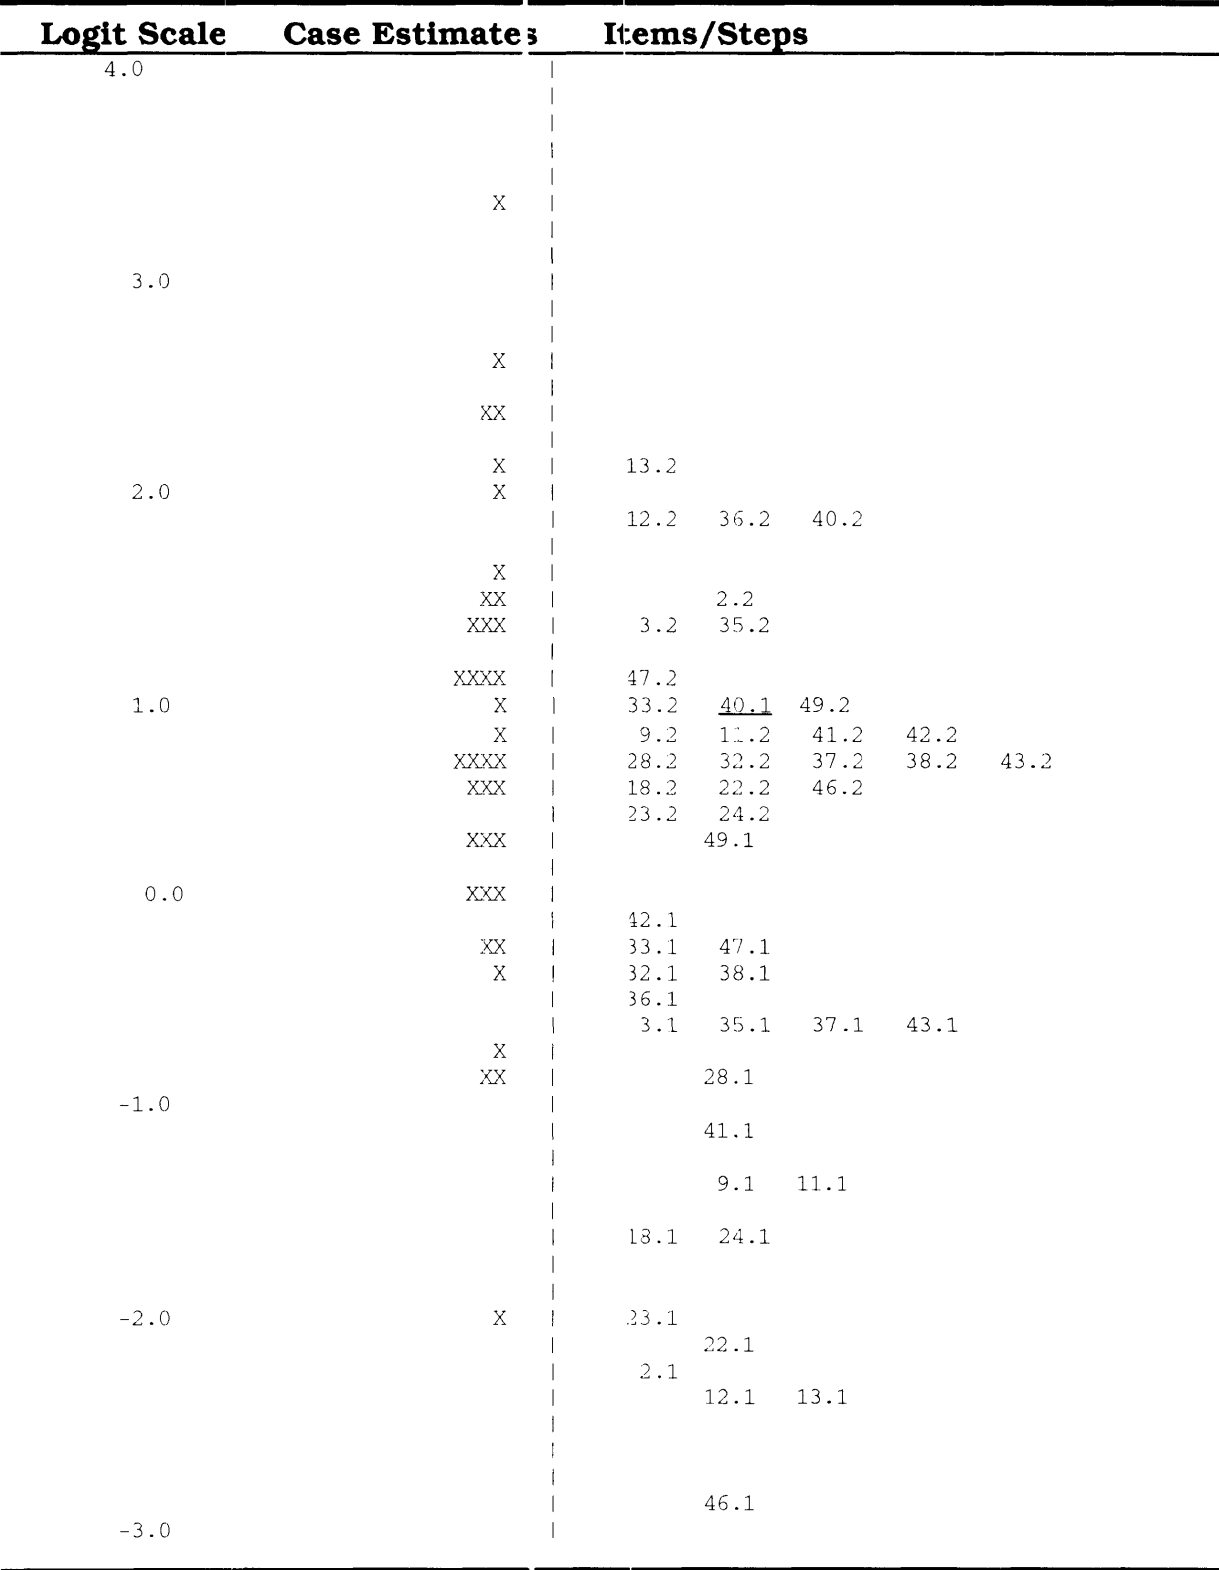 Logit Scale Case Estimates Items/Steps
4.0 |
|
|
|
|
X |
|
|
3.0 |
|
|
X |
|
XX |
|
X | 13.2
2.0 X |
| 12.2 36.2 40.2
|
X |
XX | 2.2
XXX | 3.2 35.2
|
XXXX | 47.2
1.0 X | 33.2 40.1 49.2
X | 9.2 11.2 41.2 42.2
XXXX | 28.2 32.2 37.2 38.2 43.2
XXX | 18.2 22.2 46.2
| 23.2 24.2
XXX | 49.1
|
0.0 XXX |
| 42.1
XX | 33.1 47.1
X | 32.1 38.1
| 36.1
| 3.1 35.1 37.1 43.1
X |
XX | 28.1
-1.0 |
| 41.1
|
| 9.1 11.1
|
| 18.1 24.1
|
|
-2.0 X | 23.1
| 22.1
| 2.1
| 12.1 13.1
|
|
|
| 46.1
-3.0 |